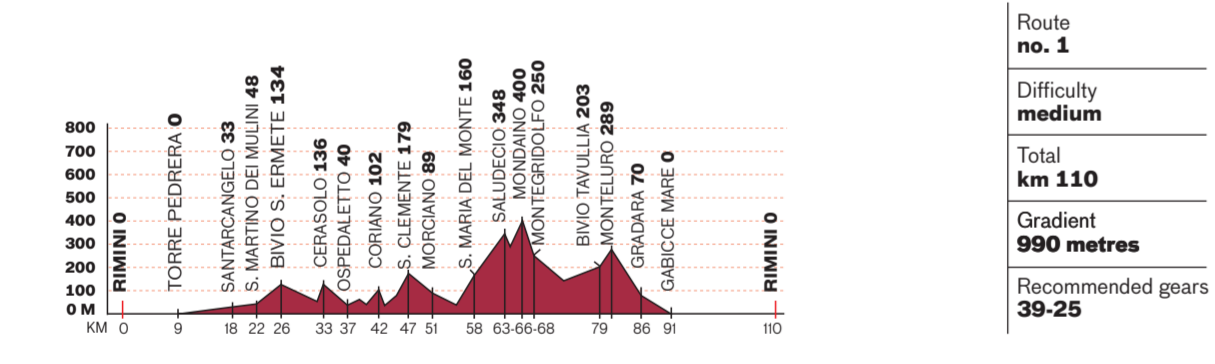 RIMINI 0
TORRE PEDRERA 0
SANTARCANGELO 33
S. MARTINO DEI MULINI 48
BIVIO S. ERMETE 134
CERASOLO 136
OSPEDALETTO 40
CORIANO 102
S. CLEMENTE 179
MORCIANO 89
S. MARIA DEL MONTE 160
SALUDECIO 348
MONDAINO 400
MONTEGRIDOLFO 250
BIVIO TAVULLIA 203
MONTELURO 289
GRADARA 70
GABICCE MARE 0
RIMINI 0
800
700
600
500
400
300
200
100
0 M
KM 0 9 18 22 26 33 37 42 47 51 58 63-66-68 79 86 91 110
Route
no. 1
Difficulty
medium
Total
km 110
Gradient
990 metres
Recommended gears
39-25